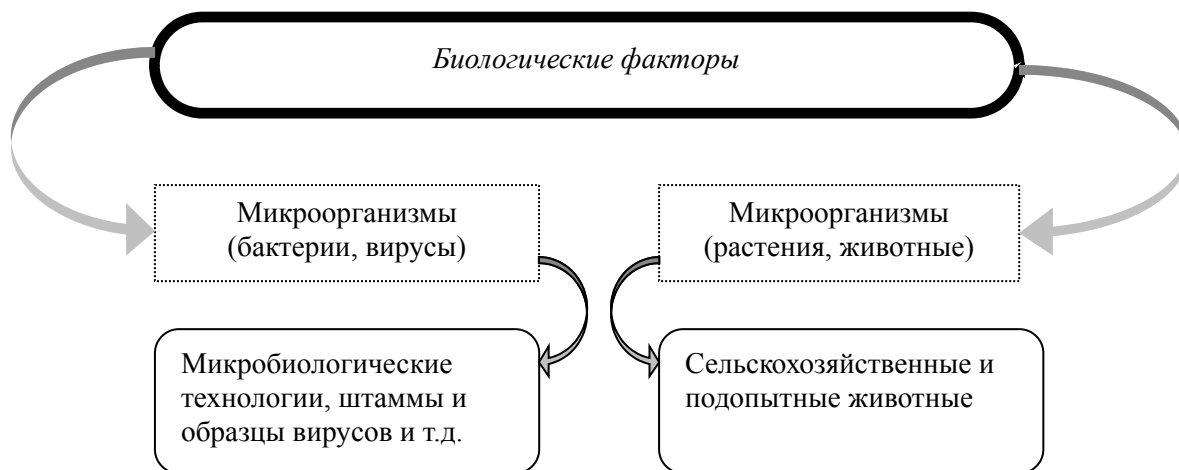 Биологические факторы
Микроорганизмы
(бактерии, вирусы)
Микроорганизмы
(растения, животные)
Микробиологические
технологии, штаммы и
образцы вирусов и т.д.
Сельскохозяйственные и
подопытные животные